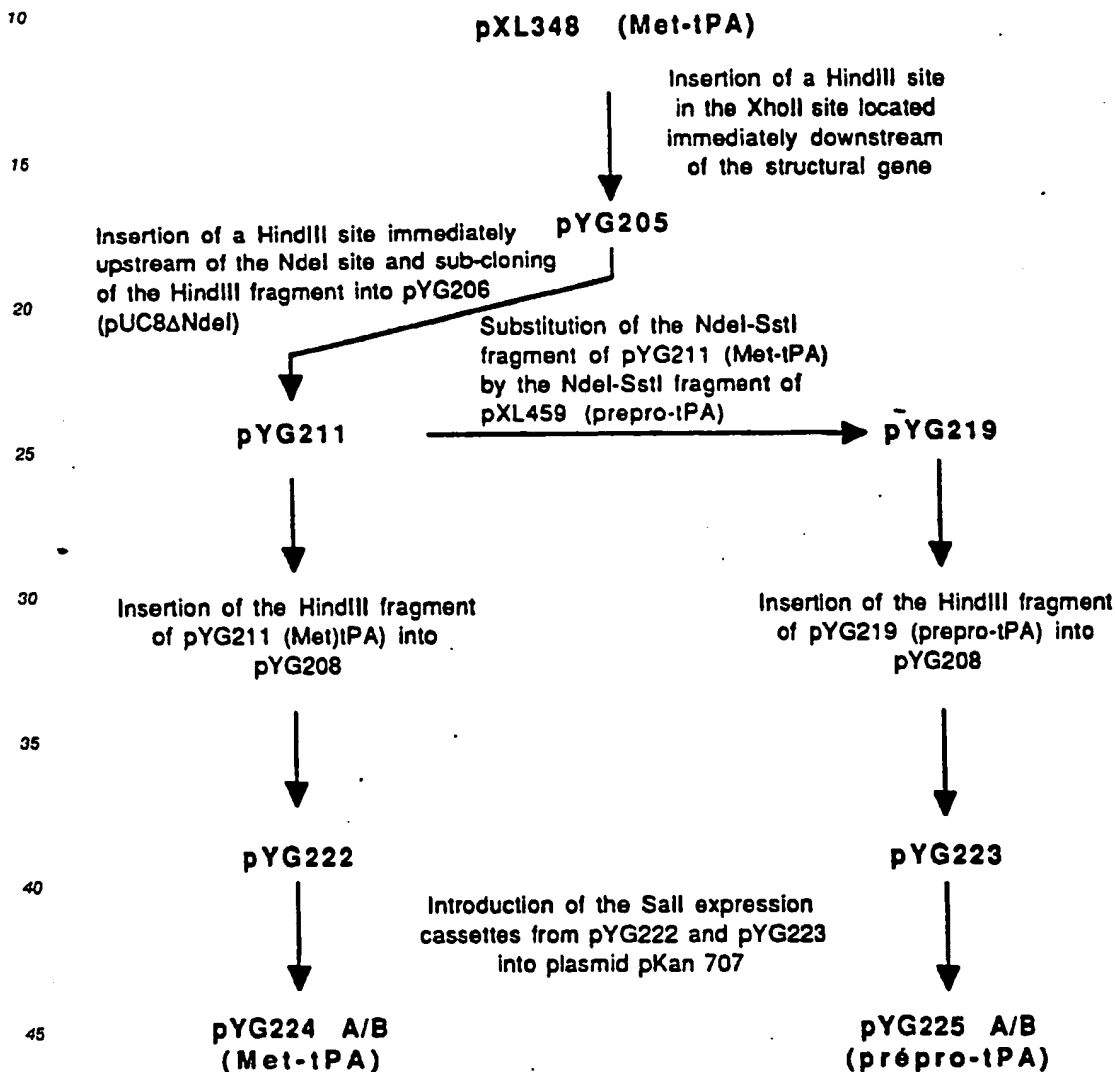 10
pXL348 (Met-tPA)
Insertion of a HindIII site
in the XhoII site located
immediately downstream
of the structural gene
15
pYG205
Insertion of a HindIII site immediately
upstream of the NdeI site and sub-cloning
of the HindIII fragment into pYG206
(pUC8ΔNdeI)
20
Substitution of the NdeI-SstI
fragment of pYG211 (Met-tPA)
by the NdeI-SstI fragment of
pXL459 (prepro-tPA)
pYG211
pYG219
25
30
Insertion of the HindIII fragment
of pYG211 (Met)tPA) into
pYG208
Insertion of the HindIII fragment
of pYG219 (prepro-tPA) into
pYG208
35
pYG222
pYG223
40
Introduction of the SalI expression
cassettes from pYG222 and pYG223
into plasmid pKan 707
45
pYG224 A/B
(Met-tPA)
pYG225 A/B
(prépro-tPA)